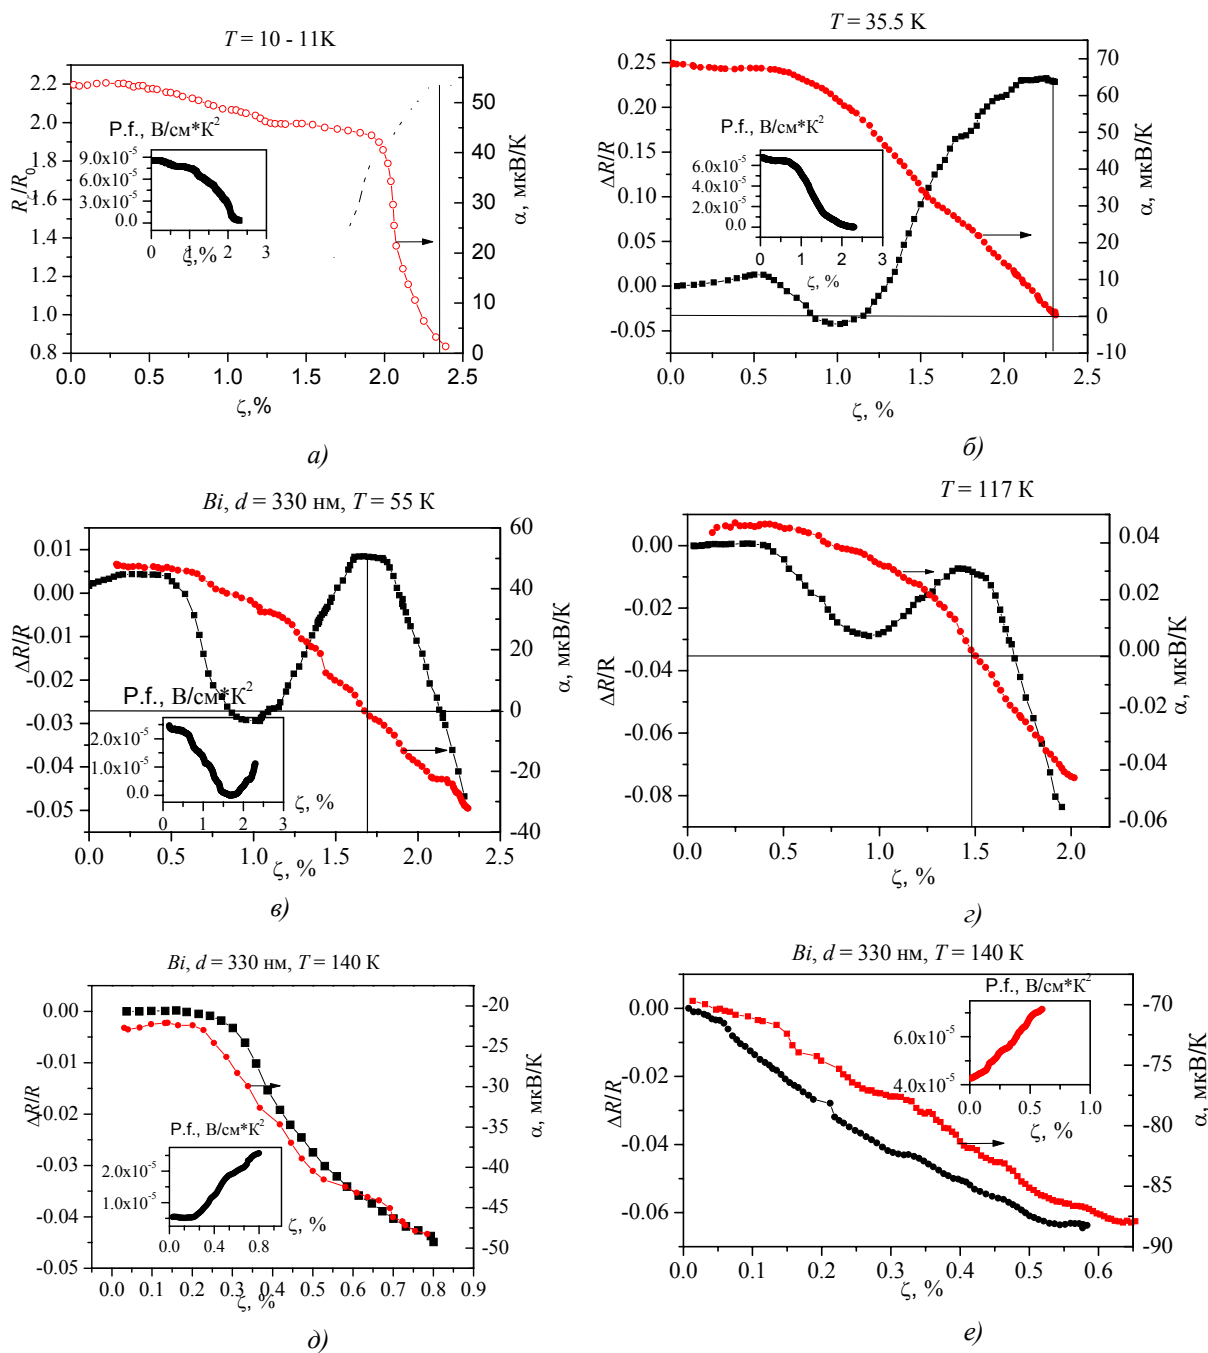 T = 10 - 11K
R/R₀
2.2
2.0
1.8
1.6
1.4
1.2
1.0
0.8
50
40
30
20
10
0
α, мкВ/К
P.f., В/см*К²
9.0x10⁻⁵
6.0x10⁻⁵
3.0x10⁻⁵
0.0
0 1 2 3
ζ,%
0.0 0.5 1.0 1.5 2.0 2.5
ζ,%
а)
T = 35.5 K
ΔR/R
0.25
0.20
0.15
0.10
0.05
0.00
-0.05
70
60
50
40
30
20
10
0
-10
α, мкВ/К
P.f., В/см*К²
6.0x10⁻⁵
4.0x10⁻⁵
2.0x10⁻⁵
0.0
0 1 2 3
ζ, %
0.0 0.5 1.0 1.5 2.0 2.5
ζ, %
б)
Bi, d = 330 нм, T = 55 К
ΔR/R
0.01
0.00
-0.01
-0.02
-0.03
-0.04
-0.05
60
40
20
0
-20
-40
α, мкВ/К
P.f., В/см*К²
2.0x10⁻⁵
1.0x10⁻⁵
0.0
0 1 2 3
ζ, %
0.0 0.5 1.0 1.5 2.0 2.5
ζ, %
в)
T = 117 К
ΔR/R
0.00
-0.02
-0.04
-0.06
-0.08
0.04
0.02
0.00
-0.02
-0.04
-0.06
α, мкВ/К
0.0 0.5 1.0 1.5 2.0
ζ, %
г)
Bi, d = 330 нм, T = 140 К
ΔR/R
0.00
-0.01
-0.02
-0.03
-0.04
-0.05
-20
-25
-30
-35
-40
-45
-50
α, мкВ/К
P.f., В/см*К²
2.0x10⁻⁵
1.0x10⁻⁵
0.0 0.4 0.8
ζ, %
0.0 0.1 0.2 0.3 0.4 0.5 0.6 0.7 0.8 0.9
ζ, %
д)
Bi, d = 330 нм, T = 140 К
ΔR/R
0.00
-0.02
-0.04
-0.06
-70
-75
-80
-85
-90
α, мкВ/К
P.f., В/см*К²
6.0x10⁻⁵
4.0x10⁻⁵
0.0 0.5 1.0
ζ, %
0.0 0.1 0.2 0.3 0.4 0.5 0.6
ζ, %
е)